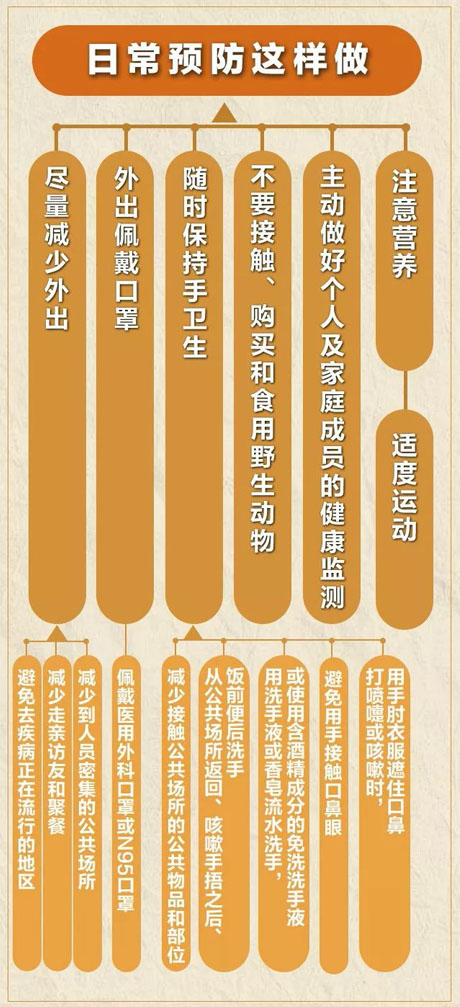 日常预防这样做
尽量减少外出
外出佩戴口罩
随时保持手卫生
不要接触、购买和食用野生动物
主动做好个人及家庭成员的健康监测
注意营养
适度运动
避免去疾病正在流行的地区
减少走亲访友和聚餐
减少到人员密集的公共场所
佩戴医用外科口罩或N95口罩
减少接触公共场所的公共物品和部位
从公共场所返回、咳嗽手捂之后、
饭前便后洗手
用洗手液或香皂流水洗手，
或使用含酒精成分的免洗洗手液
避免用手接触口鼻眼
打喷嚏或咳嗽时，
用手肘衣服遮住口鼻